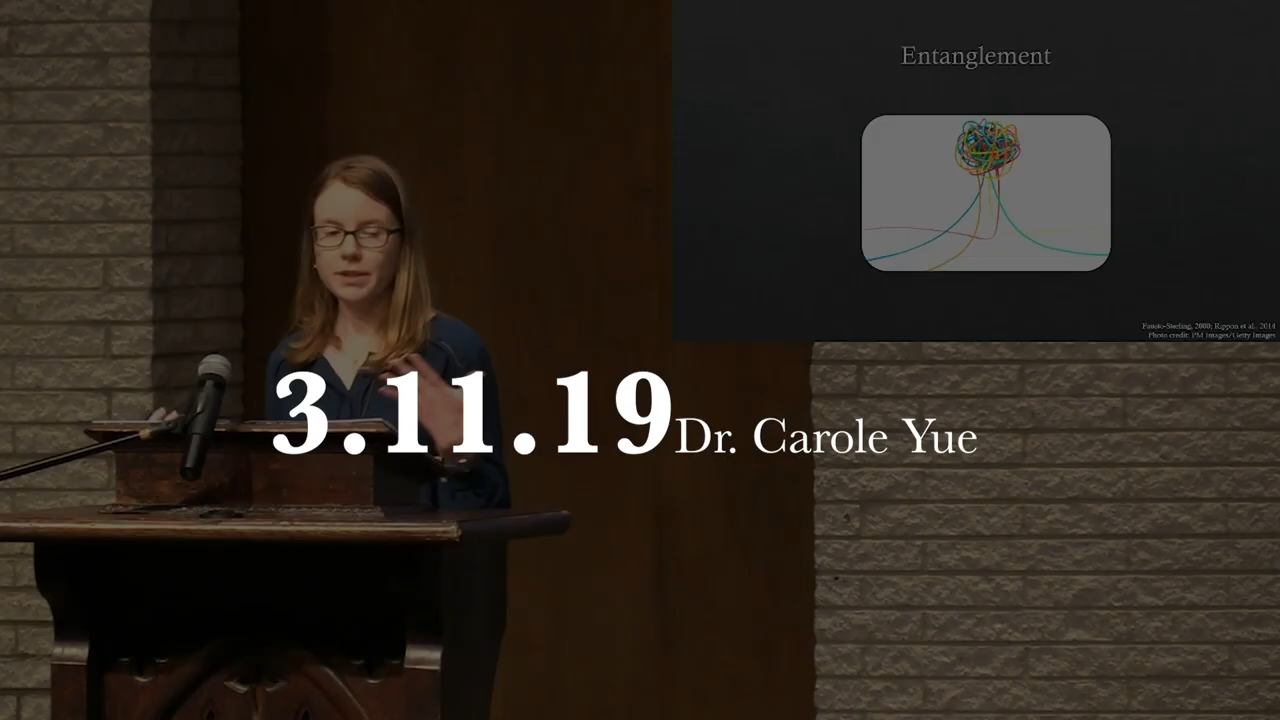 Entanglement
Fausto-Sterling, 2000; Rippon et al., 2014
Photo credit: PM Images/Getty Images
3.11.19 Dr. Carole Yue